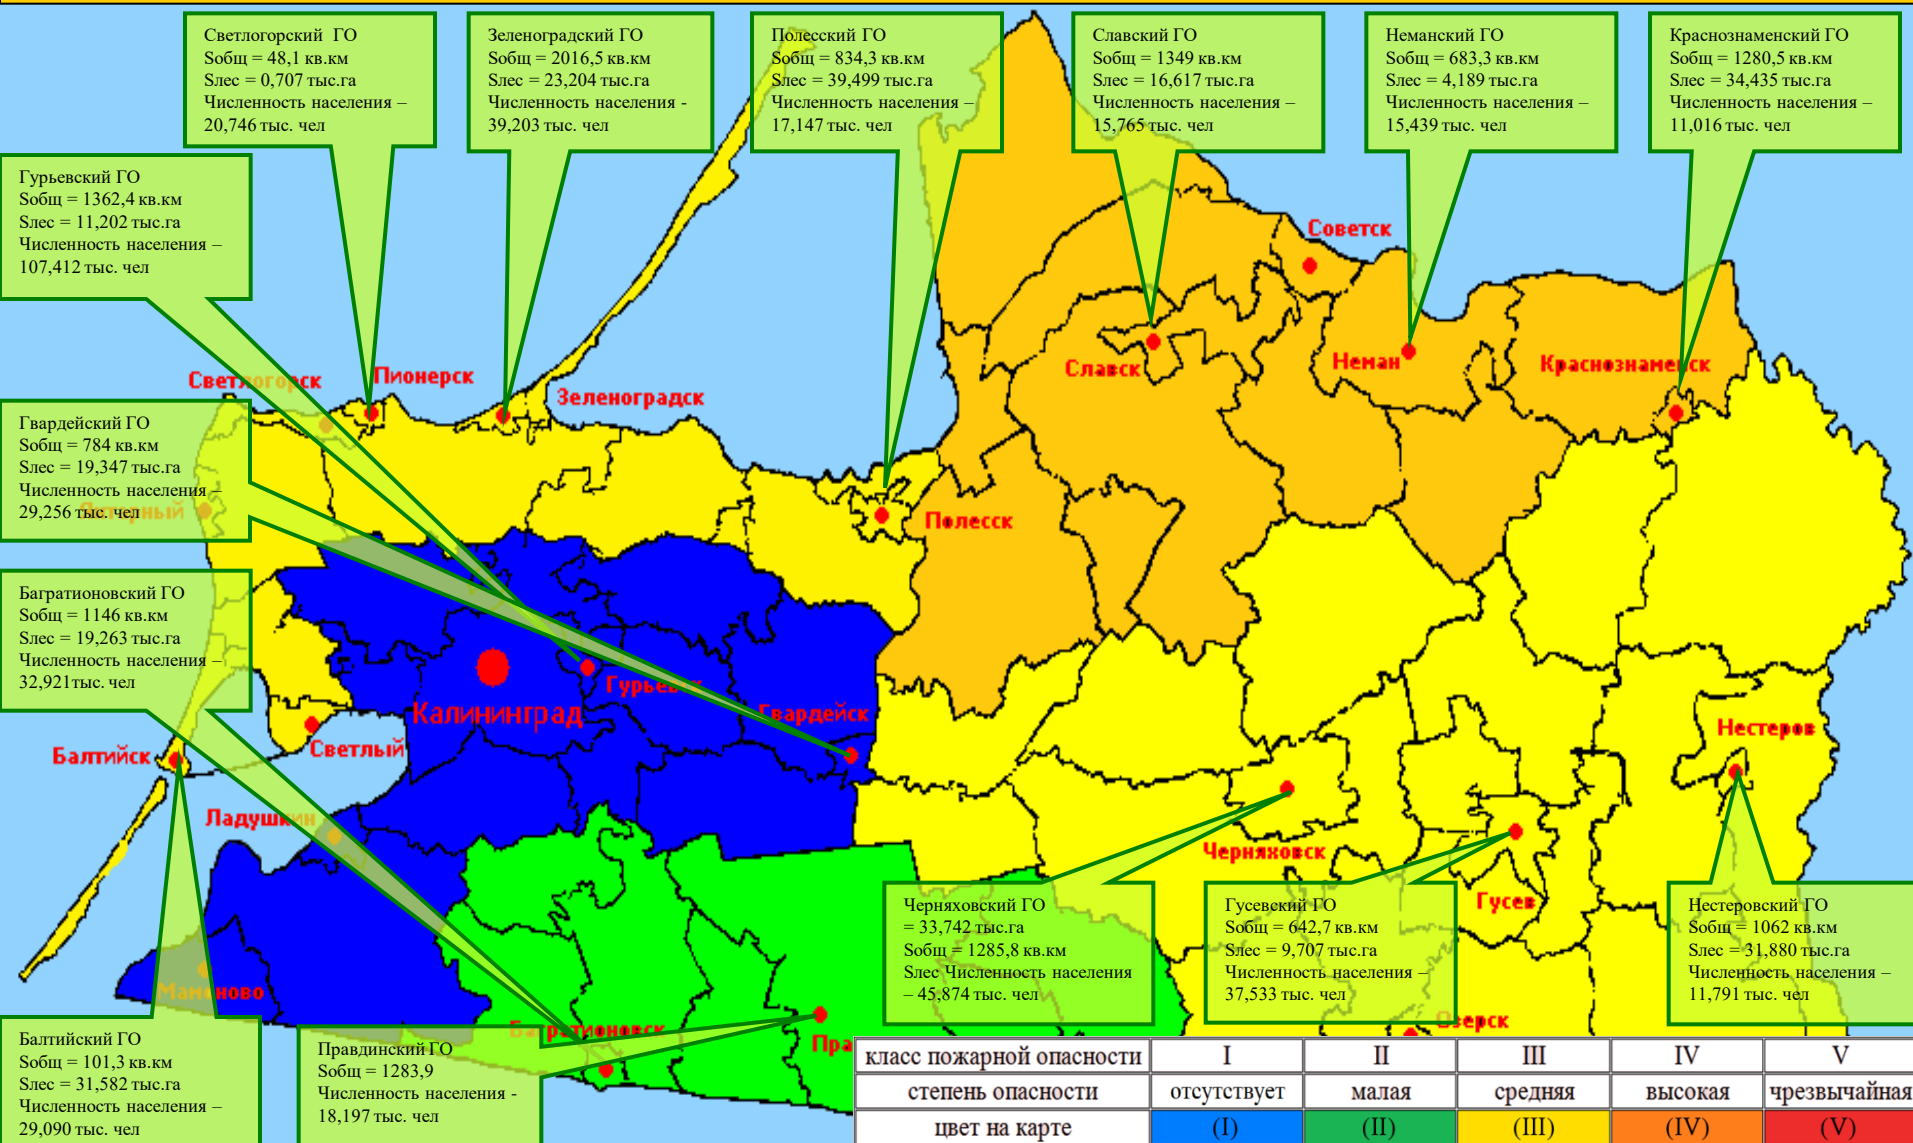 Светлогорский ГО
Sобщ = 48,1 кв.км
Sлес = 0,707 тыс.га
Численность населения –
20,746 тыс. чел
Зеленоградский ГО
Sобщ = 2016,5 кв.км
Sлес = 23,204 тыс.га
Численность населения -
39,203 тыс. чел
Полесский ГО
Sобщ = 834,3 кв.км
Sлес = 39,499 тыс.га
Численность населения –
17,147 тыс. чел
Славский ГО
Sобщ = 1349 кв.км
Sлес = 16,617 тыс.га
Численность населения –
15,765 тыс. чел
Неманский ГО
Sобщ = 683,3 кв.км
Sлес = 4,189 тыс.га
Численность населения –
15,439 тыс. чел
Краснознаменский ГО
Sобщ = 1280,5 кв.км
Sлес = 34,435 тыс.га
Численность населения –
11,016 тыс. чел
Гурьевский ГО
Sобщ = 1362,4 кв.км
Sлес = 11,202 тыс.га
Численность населения –
107,412 тыс. чел
Советск
Славск
Неман
Краснознаменск
Светлогорск
Пионерск
Зеленоградск
Гвардейский ГО
Sобщ = 784 кв.км
Sлес = 19,347 тыс.га
Численность населения –
29,256 тыс. чел
Янтарный
Полесск
Багратионовский ГО
Sобщ = 1146 кв.км
Sлес = 19,263 тыс.га
Численность населения –
32,921тыс. чел
Гурьевск
Калининград
Гвардейск
Светлый
Балтийск
Нестеров
Ладушкин
Черняховск
Гусев
Мамоново
Черняховский ГО
= 33,742 тыс.га
Sобщ = 1285,8 кв.км
Sлес Численность населения
– 45,874 тыс. чел
Гусевский ГО
Sобщ = 642,7 кв.км
Sлес = 9,707 тыс.га
Численность населения –
37,533 тыс. чел
Нестеровский ГО
Sобщ = 1062 кв.км
Sлес = 31,880 тыс.га
Численность населения –
11,791 тыс. чел
Озерск
Багратионовск
Пра
Балтийский ГО
Sобщ = 101,3 кв.км
Sлес = 31,582 тыс.га
Численность населения –
29,090 тыс. чел
Правдинский ГО
Sобщ = 1283,9
Численность населения -
18,197 тыс. чел
класс пожарной опасности I II III IV V
степень опасности отсутствует малая средняя высокая чрезвычайная
цвет на карте (I) (II) (III) (IV) (V)